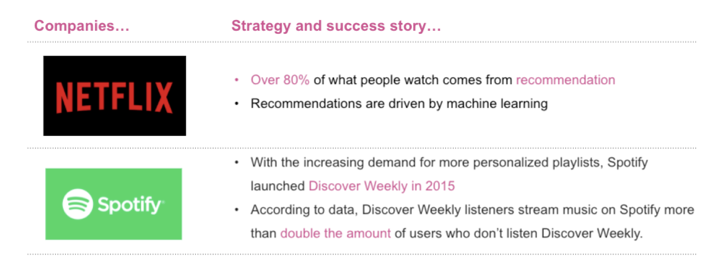 Companies…
Strategy and success story…
NETFLIX
• Over 80% of what people watch comes from recommendation
• Recommendations are driven by machine learning
Spotify
• With the increasing demand for more personalized playlists, Spotify
launched Discover Weekly in 2015
• According to data, Discover Weekly listeners stream music on Spotify more
than double the amount of users who don’t listen Discover Weekly.